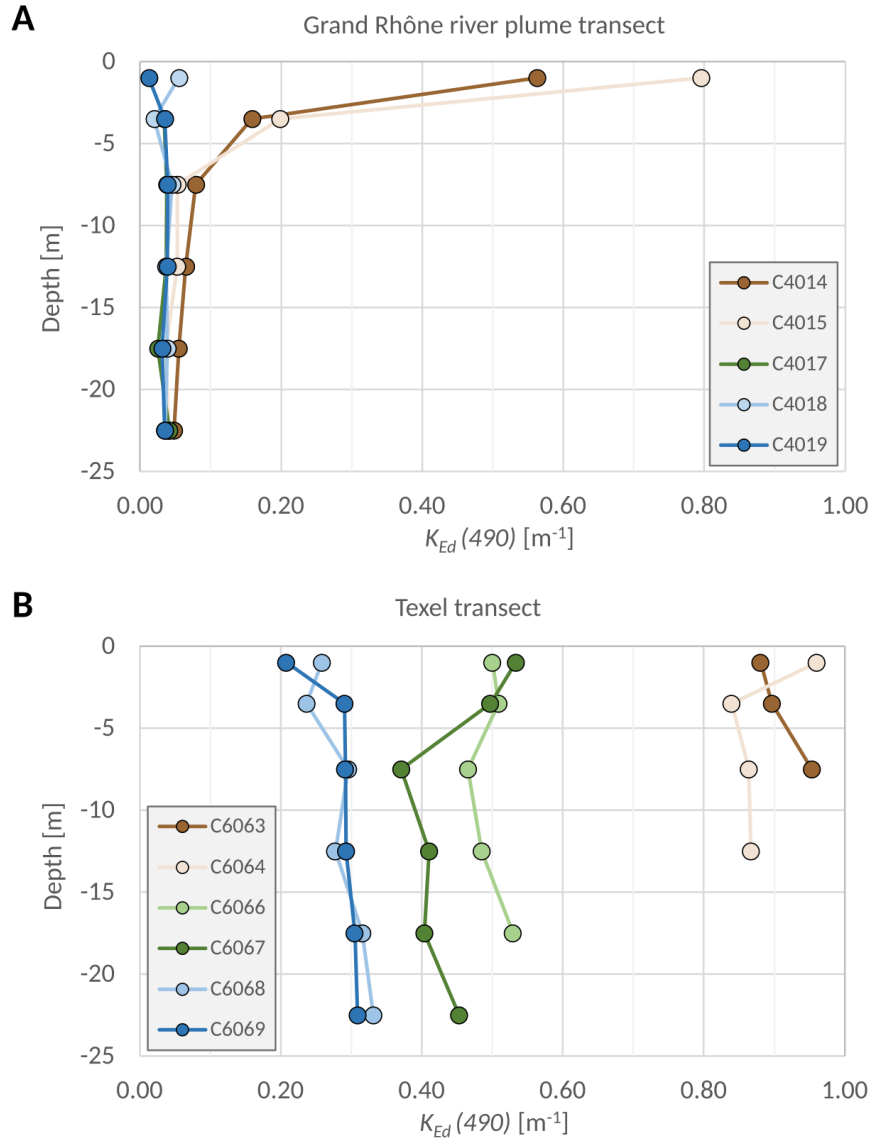 A
Grand Rhône river plume transect
0
-5
-10
-15
-20
-25
Depth [m]
C4014
C4015
C4017
C4018
C4019
0.00 0.20 0.40 0.60 0.80 1.00
K_Ed (490) [m⁻¹]
B
Texel transect
0
-5
-10
-15
-20
-25
Depth [m]
C6063
C6064
C6066
C6067
C6068
C6069
0.00 0.20 0.40 0.60 0.80 1.00
K_Ed (490) [m⁻¹]